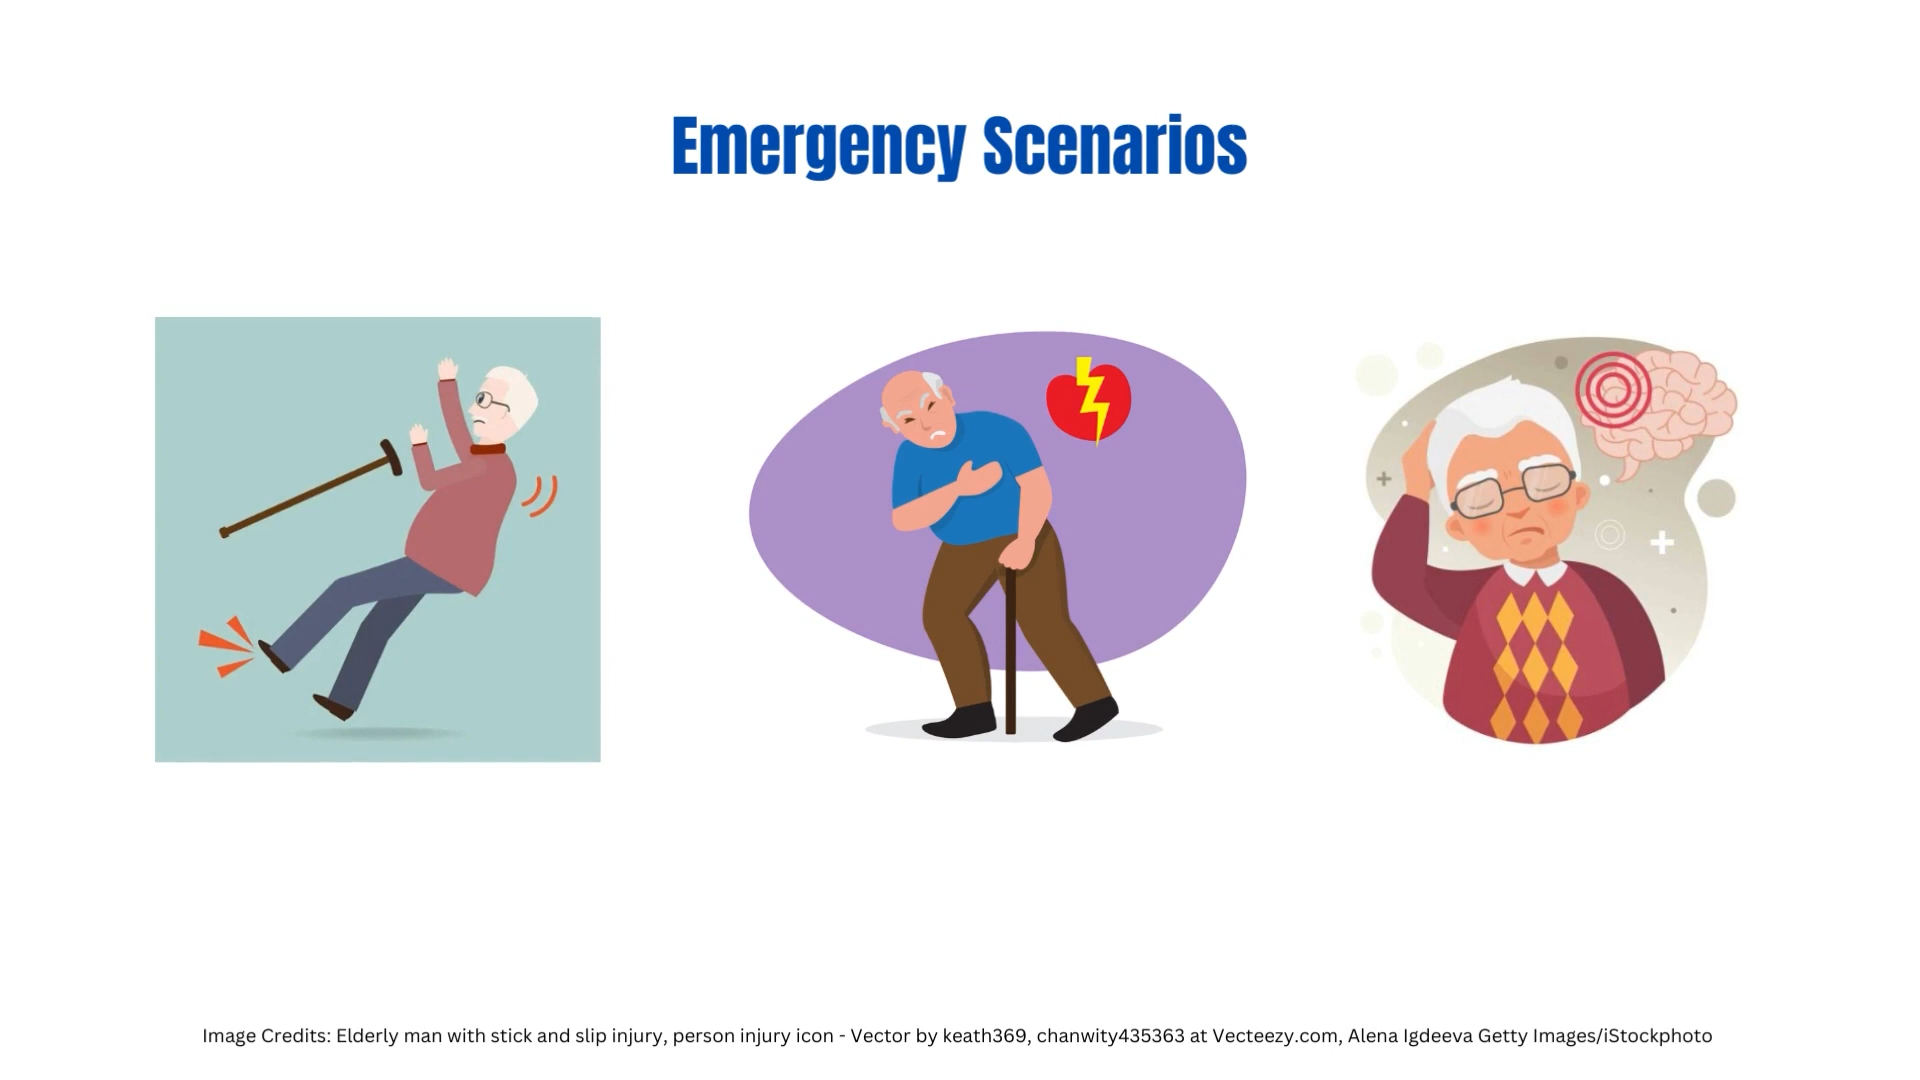 Emergency Scenarios
Image Credits: Elderly man with stick and slip injury, person injury icon - Vector by keath369, chanwity435363 at Vecteezy.com, Alena Igdeeva Getty Images/iStockphoto